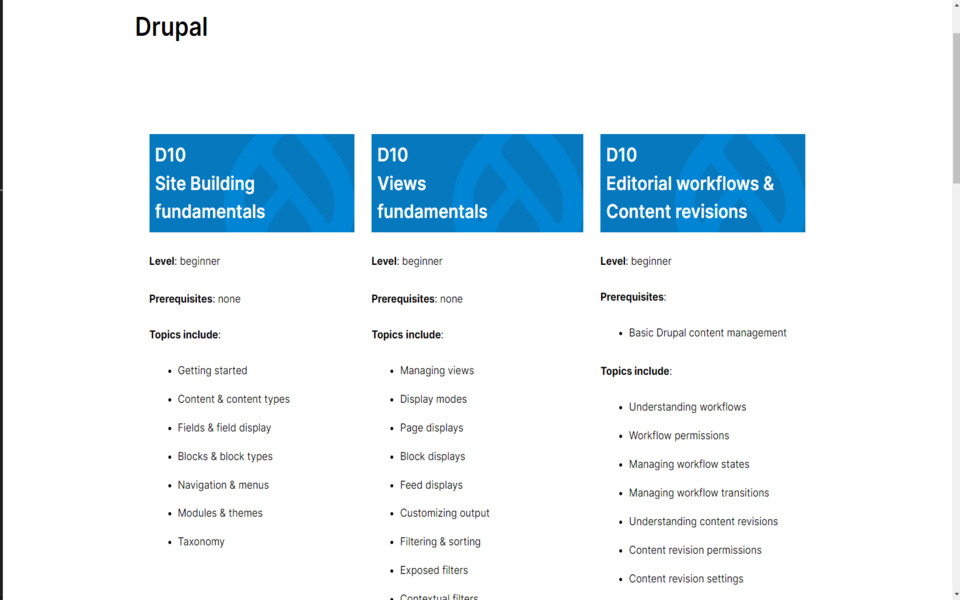 Drupal
D10
Site Building
fundamentals
Level: beginner
Prerequisites: none
Topics include:
Getting started
Content & content types
Fields & field display
Blocks & block types
Navigation & menus
Modules & themes
Taxonomy
D10
Views
fundamentals
Level: beginner
Prerequisites: none
Topics include:
Managing views
Display modes
Page displays
Block displays
Feed displays
Customizing output
Filtering & sorting
Exposed filters
Contextual filters
D10
Editorial workflows &
Content revisions
Level: beginner
Prerequisites:
Basic Drupal content management
Topics include:
Understanding workflows
Workflow permissions
Managing workflow states
Managing workflow transitions
Understanding content revisions
Content revision permissions
Content revision settings